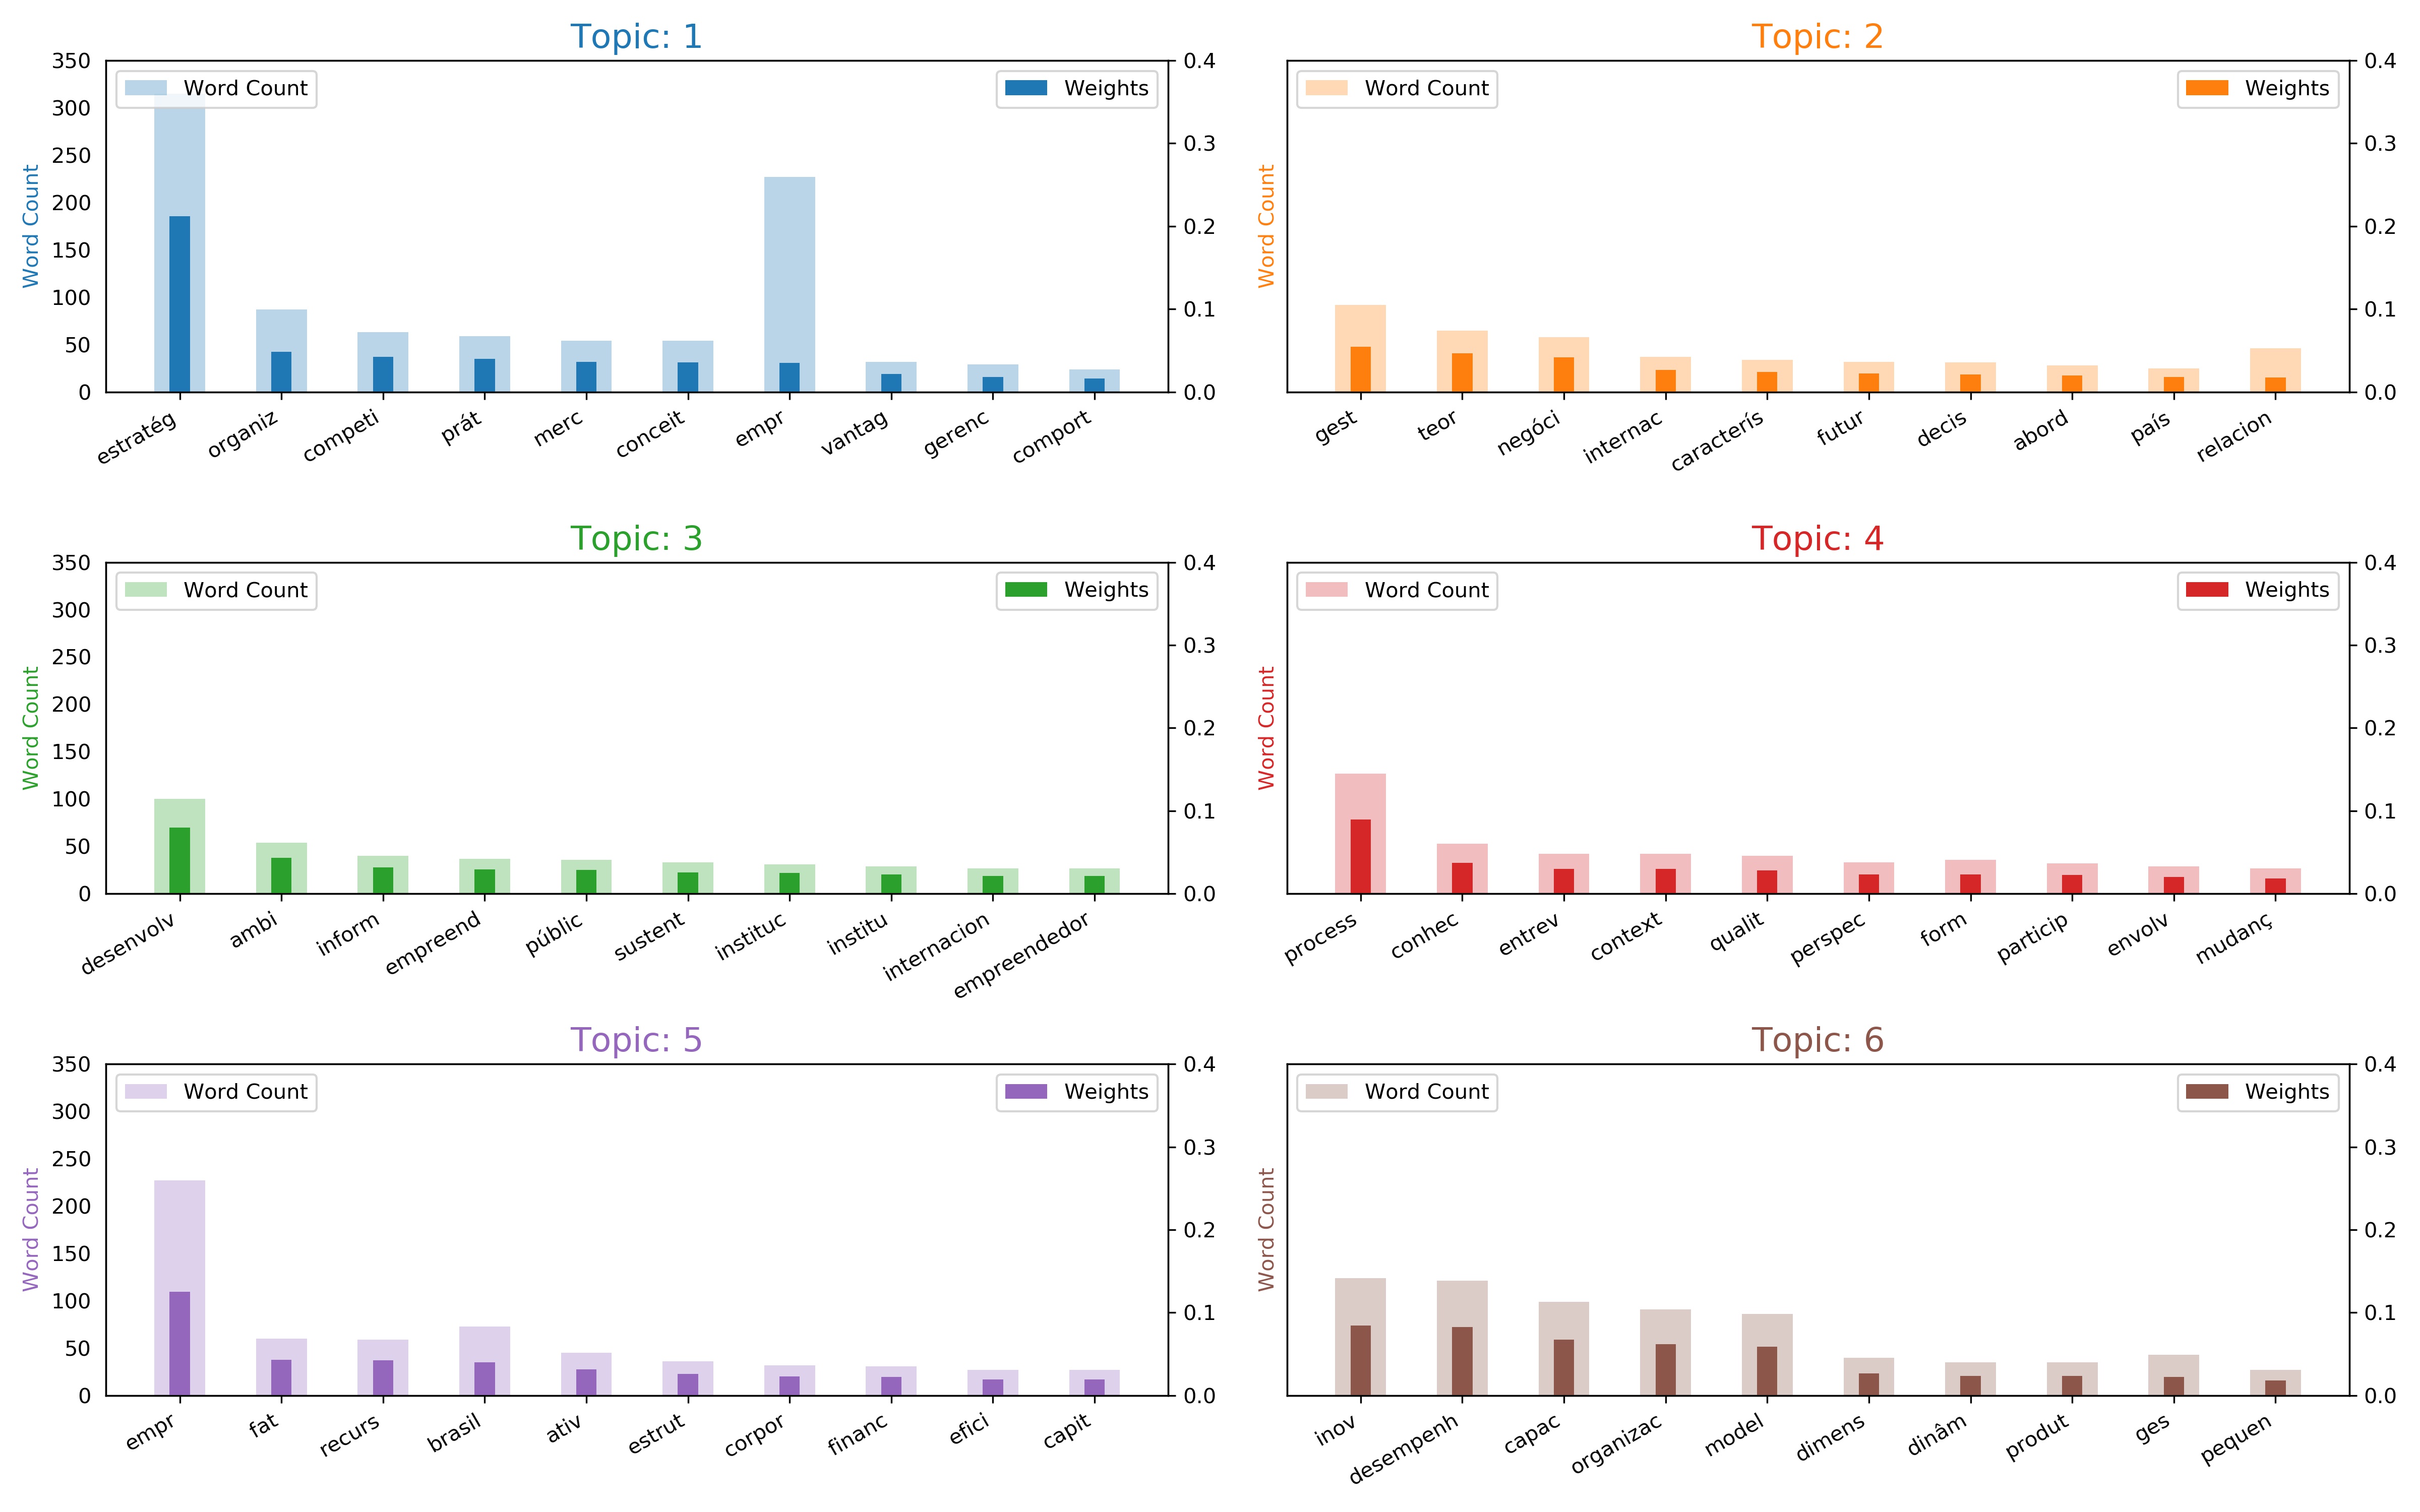 Topic: 1
350
300
250
200
150
100
50
0
Word Count
Word Count
Weights
0.4
0.3
0.2
0.1
0.0
estratég
organiz
competi
prát
merc
conceit
empr
vantag
gerenc
comport
Topic: 2
Word Count
Word Count
Weights
0.4
0.3
0.2
0.1
0.0
gest
teor
negóci
internac
caracterís
futur
decis
abord
país
relacion
Topic: 3
350
300
250
200
150
100
50
0
Word Count
Word Count
Weights
0.4
0.3
0.2
0.1
0.0
desenvolv
ambi
inform
empreend
públic
sustent
instituc
institu
internacion
empreendedor
Topic: 4
Word Count
Word Count
Weights
0.4
0.3
0.2
0.1
0.0
process
conhec
entrev
context
qualit
perspec
form
particip
envolv
mudanç
Topic: 5
350
300
250
200
150
100
50
0
Word Count
Word Count
Weights
0.4
0.3
0.2
0.1
0.0
empr
fat
recurs
brasil
ativ
estrut
corpor
financ
efici
capit
Topic: 6
Word Count
Word Count
Weights
0.4
0.3
0.2
0.1
0.0
inov
desempenh
capac
organizac
model
dimens
dinâm
produt
ges
pequen